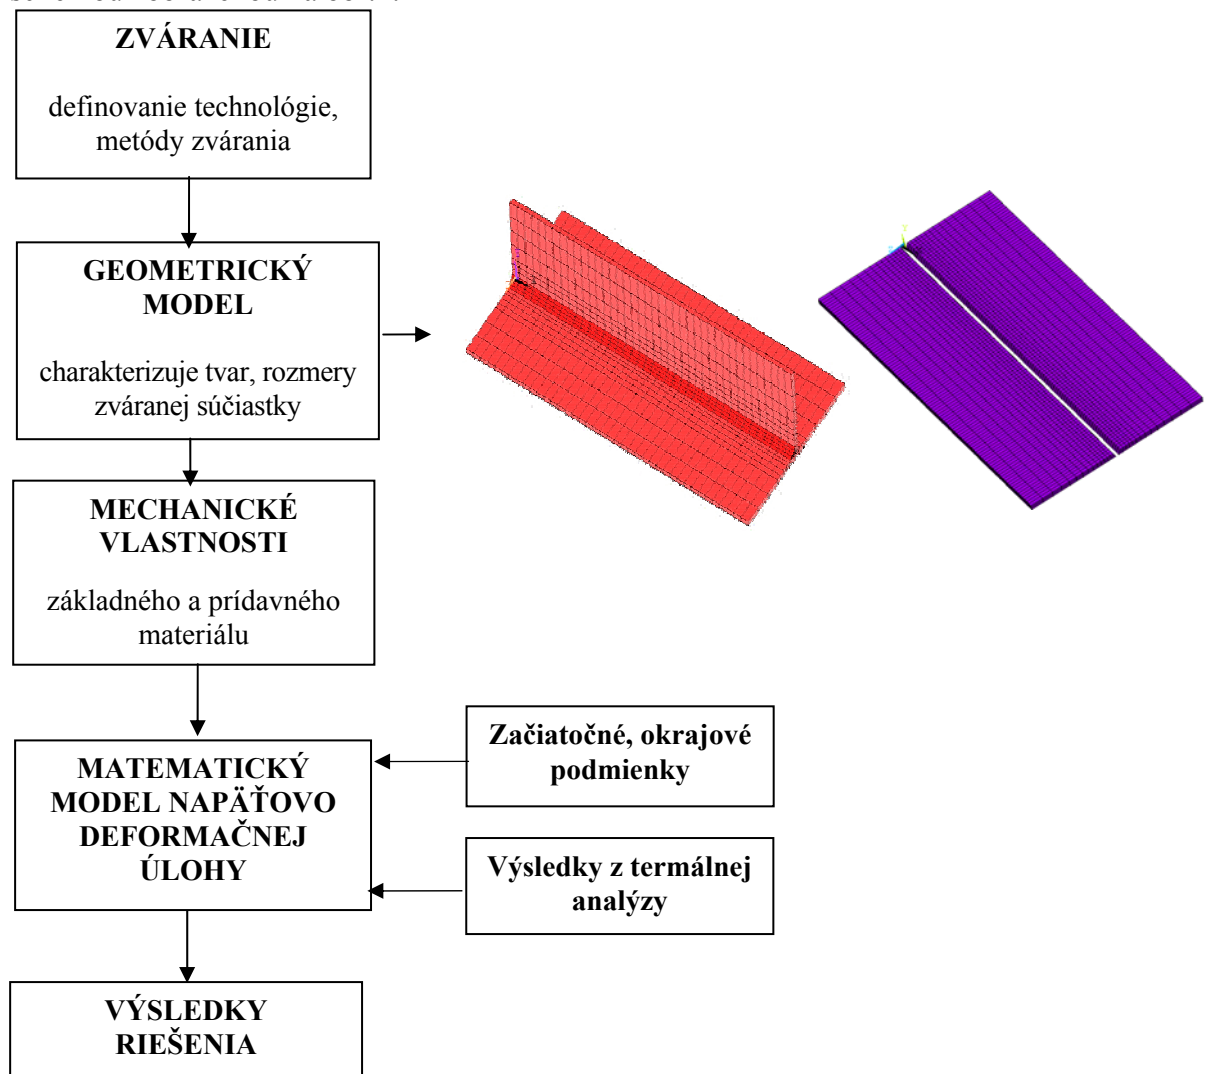 ZVÁRANIE
definovanie technológie,
metódy zvárania
GEOMETRICKÝ
MODEL
charakterizuje tvar, rozmery
zváranej súčiastky
MECHANICKÉ
VLASTNOSTI
základného a prídavného
materiálu
MATEMATICKÝ
MODEL NAPÄŤOVO
DEFORMAČNEJ
ÚLOHY
Začiatočné, okrajové
podmienky
Výsledky z termálnej
analýzy
VÝSLEDKY
RIEŠENIA